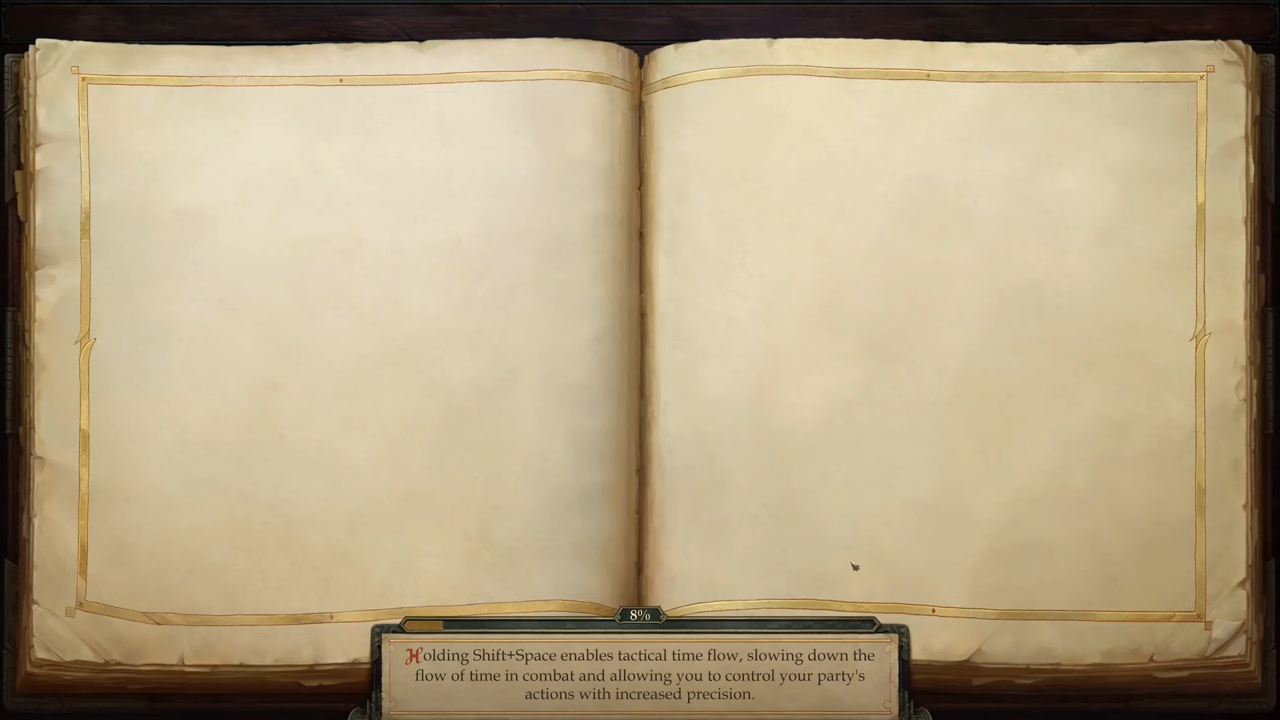 8%
Holding Shift+Space enables tactical time flow, slowing down the
flow of time in combat and allowing you to control your party's
actions with increased precision.